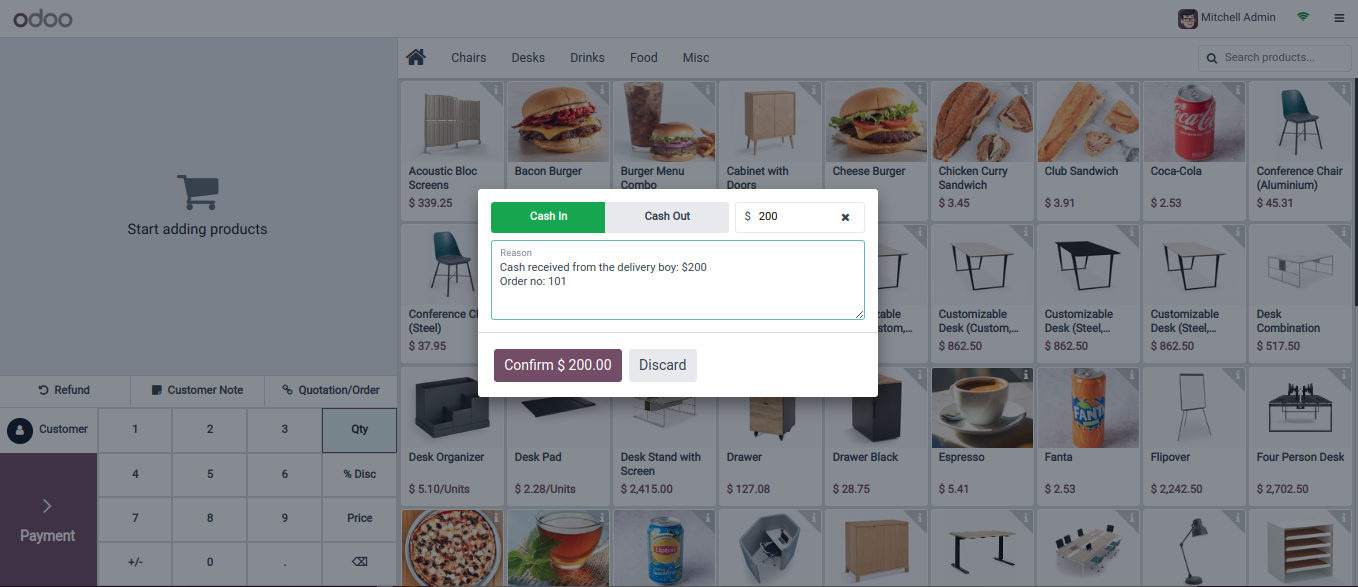 odoo
Mitchell Admin
Chairs
Desks
Drinks
Food
Misc
Search products...
Start adding products
Acoustic Bloc
Screens
$ 339.25
Bacon Burger
Burger Menu
Combo
Cabinet with
Doors
Cheese Burger
Chicken Curry
Sandwich
$ 3.45
Club Sandwich
$ 3.91
Coca-Cola
$ 2.53
Conference Chair
(Aluminium)
$ 45.31
Cash In
Cash Out
$ 200
Reason
Cash received from the delivery boy: $200
Order no: 101
Confirm $ 200.00
Discard
(Steel)
$ 37.95
Customizable
Desk (Custom,...
$ 862.50
Customizable
Desk (Steel,...
$ 862.50
Customizable
Desk (Steel,...
$ 862.50
Desk
Combination
$ 517.50
Desk Organizer
$ 5.10/Units
Desk Pad
$ 2.28/Units
Desk Stand with
Screen
$ 2,415.00
Drawer
$ 127.08
Drawer Black
$ 28.75
Espresso
$ 5.41
FANTA
Fanta
$ 2.53
Flipover
$ 2,242.50
Four Person Desk
$ 2,702.50
Lipton
Refund
Customer Note
Quotation/Order
Customer
1
2
3
Qty
4
5
6
% Disc
7
8
9
Price
+/-
0
.
Payment